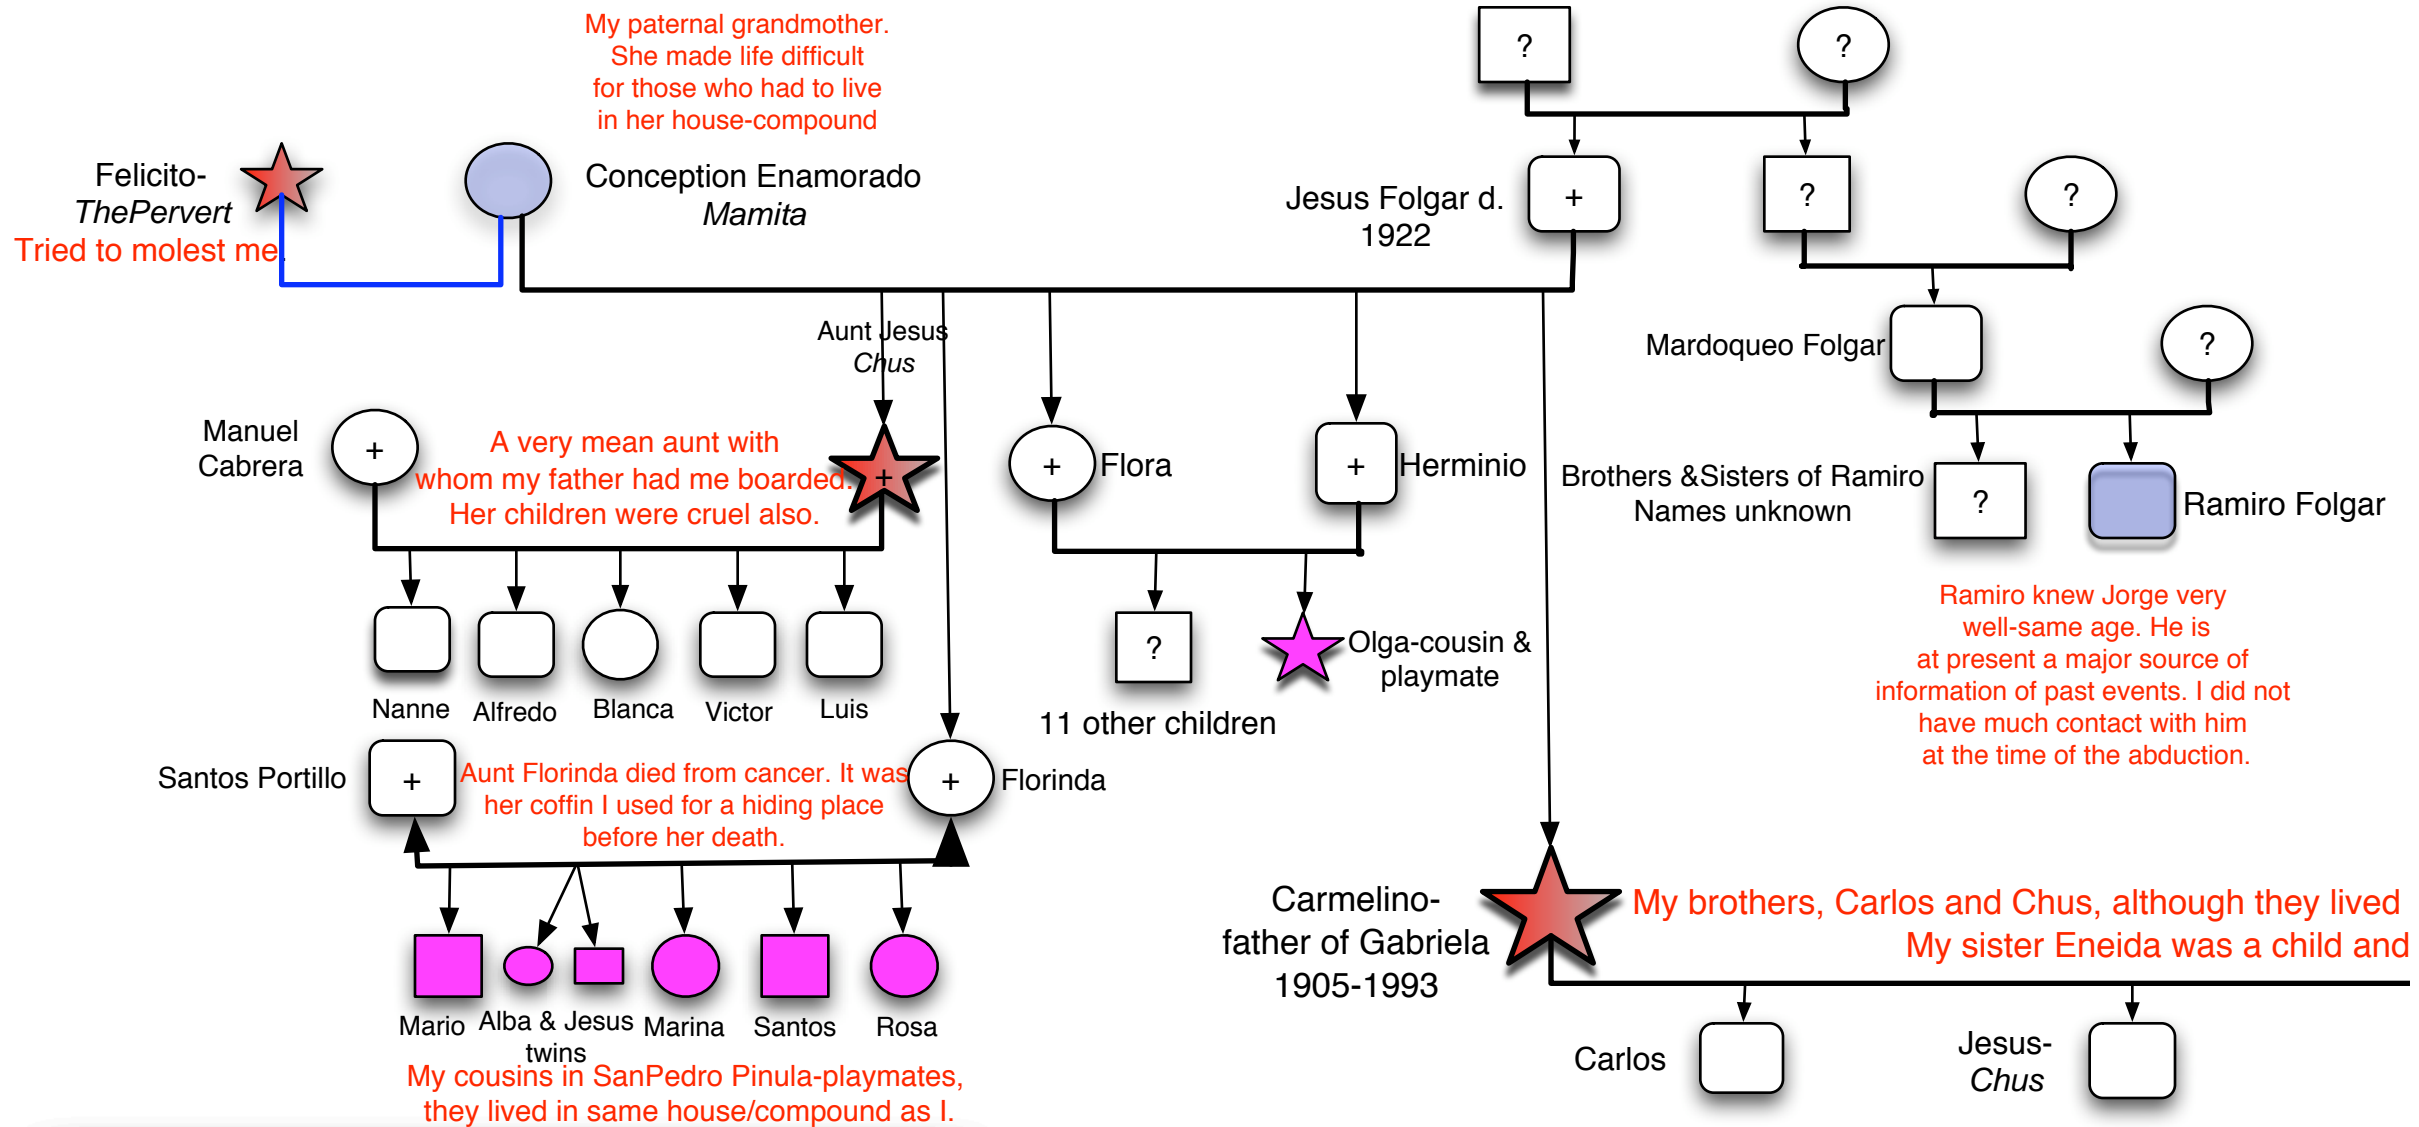 My paternal grandmother.
She made life difficult
for those who had to live
in her house-compound
?
?
Felicito-
ThePervert
Tried to molest me.
Conception Enamorado
Mamita
Jesus Folgar d.
1922
+
?
?
Aunt Jesus
Chus
Mardoqueo Folgar
?
Manuel
Cabrera
+
A very mean aunt with
whom my father had me boarded.
Her children were cruel also.
+
+
Flora
+
Herminio
Brothers &Sisters of Ramiro
Names unknown
?
Ramiro Folgar
Nanne
Alfredo
Blanca
Victor
Luis
?
11 other children
Olga-cousin &
playmate
Ramiro knew Jorge very
well-same age. He is
at present a major source of
information of past events. I did not
have much contact with him
at the time of the abduction.
Santos Portillo
+
Aunt Florinda died from cancer. It was
her coffin I used for a hiding place
before her death.
+
Florinda
Carmelino-
father of Gabriela
1905-1993
My brothers, Carlos and Chus, although they lived
My sister Eneida was a child and
Mario
Alba & Jesus
twins
Marina
Santos
Rosa
My cousins in SanPedro Pinula-playmates,
they lived in same house/compound as I.
Carlos
Jesus-
Chus